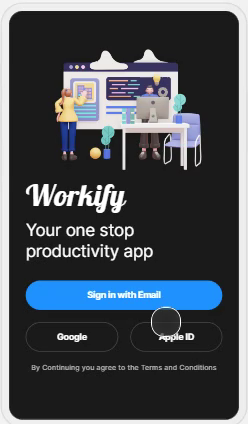 Workify
Your one stop
productivity app
Sign in with Email
Google
Apple ID
By Continuing you agree to the Terms and Conditions